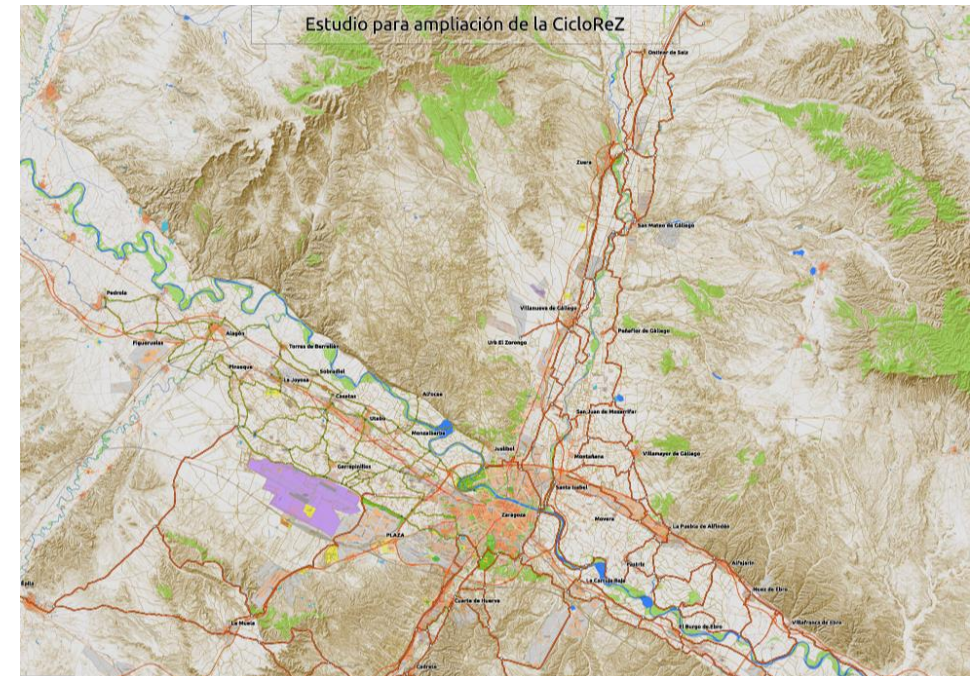 Estudio para ampliación de la CicloReZ
Ontinar de Salz
Zuera
San Mateo de Gállego
Pedrola
Villanueva de Gállego
Peñaflor de Gállego
Alagón
Figueruelas
Urb El Zorongo
Torres de Berrellén
Pinseque
Sobradiel
La Joyosa
Alfocea
Casetas
San Juan de Mozarrifar
Utebo
Monzalbarba
Juslibol
Montañana
Villamayor de Gállego
Garrapinillos
Santa Isabel
Zaragoza
Movera
La Puebla de Alfindén
PLAZA
Pastriz
Alfajarín
La Cartuja Baja
Nuez de Ebro
Cuarte de Huerva
La Muela
El Burgo de Ebro
Villafranca de Ebro
Cadrete